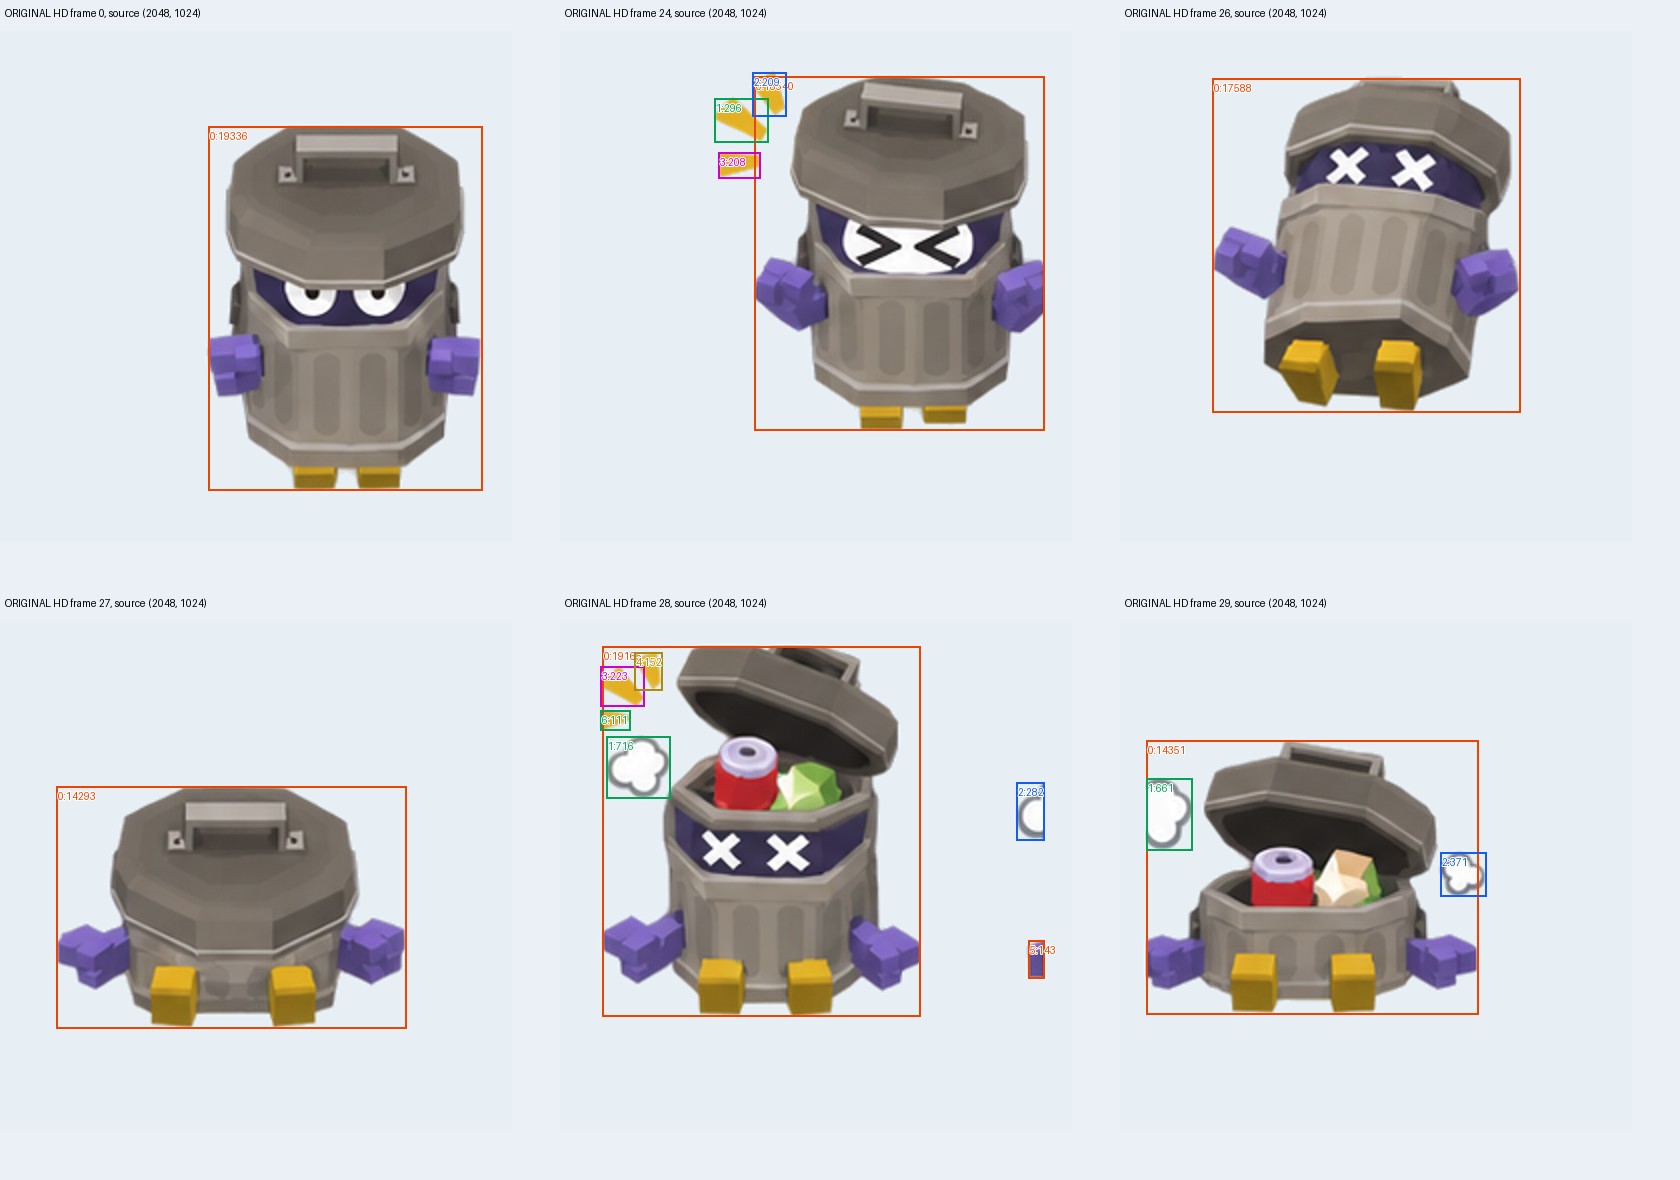 ORIGINAL HD frame 0, source (2048, 1024)
ORIGINAL HD frame 24, source (2048, 1024)
ORIGINAL HD frame 26, source (2048, 1024)
0:19336
2:209
1:296
3:208
0:17588
ORIGINAL HD frame 27, source (2048, 1024)
ORIGINAL HD frame 28, source (2048, 1024)
ORIGINAL HD frame 29, source (2048, 1024)
0:14293
4:152
3:223
6:111
1:716
2:282
5:143
0:14351
1:661
2:371